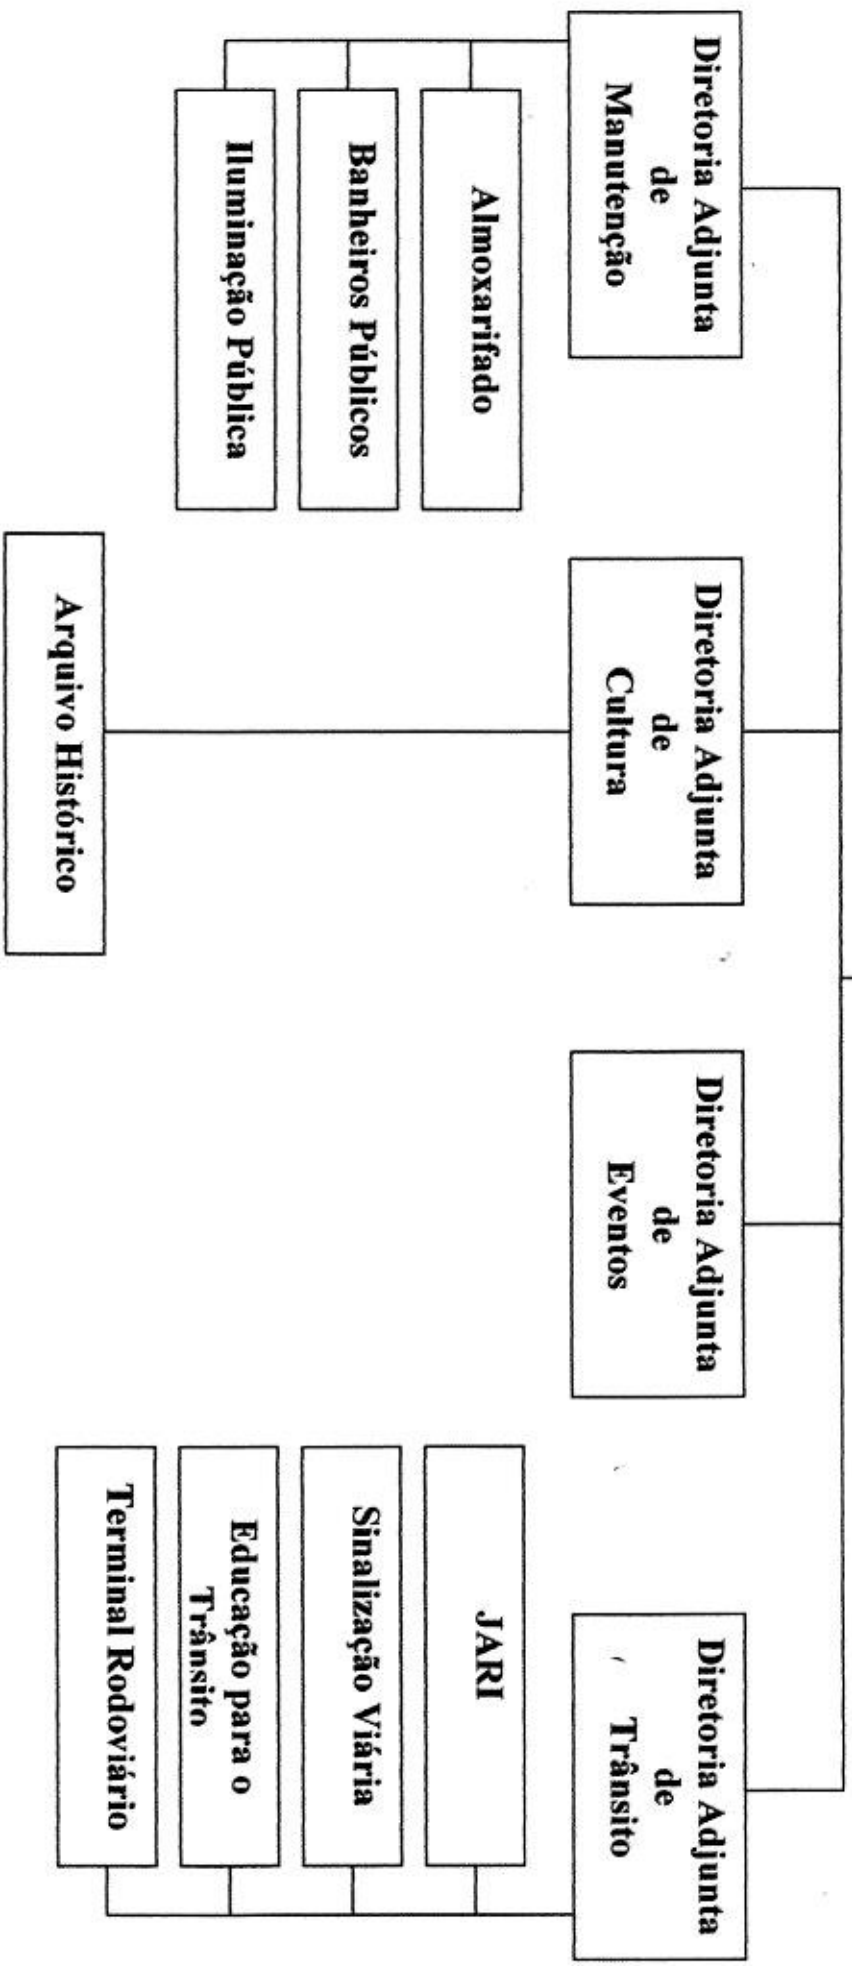 Diretoria Adjunta
de
Manutenção
Almoxarifado
Banheiros Públicos
Iluminação Pública
Diretoria Adjunta
de
Cultura
Arquivo Histórico
Diretoria Adjunta
de
Eventos
Diretoria Adjunta
de
Trânsito
JARI
Sinalização Viária
Educação para o
Trânsito
Terminal Rodoviário